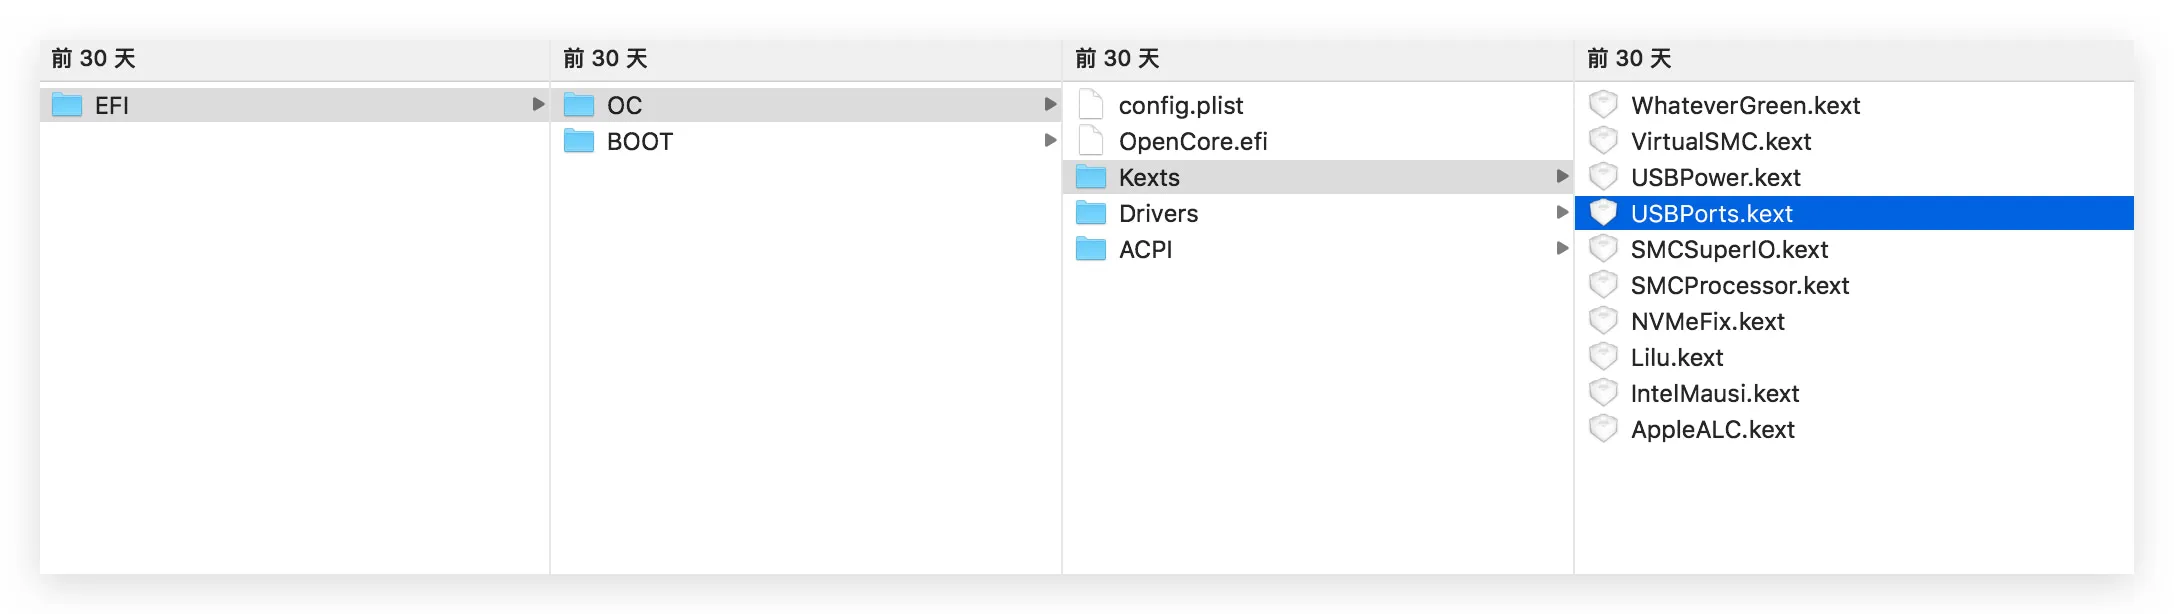 前 30 天
EFI
前 30 天
OC
BOOT
前 30 天
config.plist
OpenCore.efi
Kexts
Drivers
ACPI
前 30 天
WhateverGreen.kext
VirtualSMC.kext
USBPower.kext
USBPorts.kext
SMCSuperIO.kext
SMCProcessor.kext
NVMeFix.kext
Lilu.kext
IntelMausi.kext
AppleALC.kext